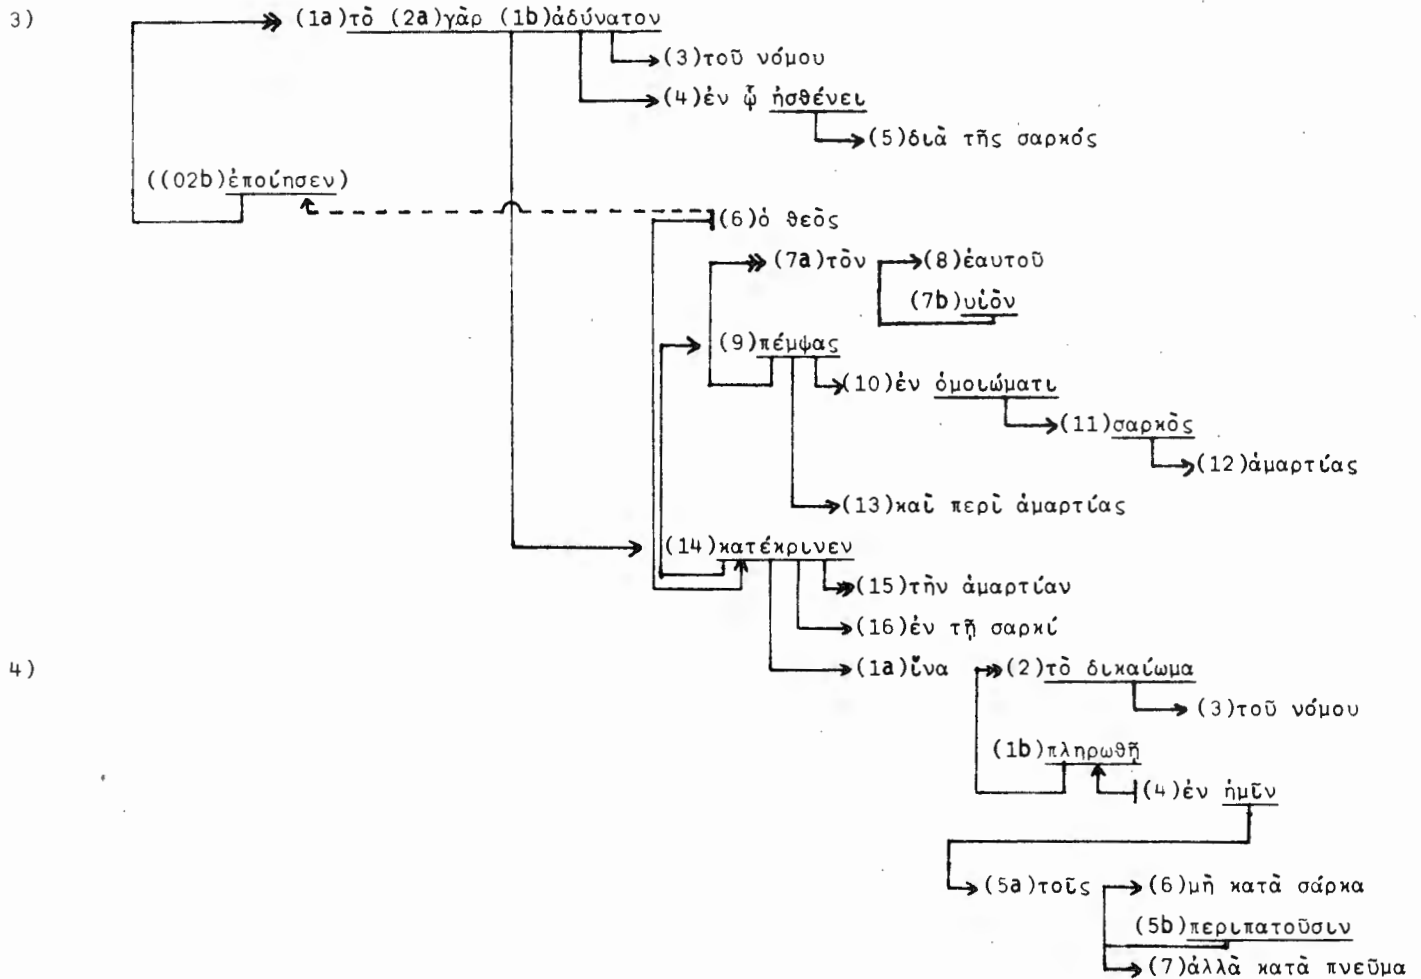 3) (1a)τὸ (2a)γὰρ (1b)ἀδύνατον
(3)τοῦ νόμου
(4)ἐν ᾧ ἠσθένει
(5)διὰ τῆς σαρκός
((02b)ἐποίησεν)
(6)ὁ θεὸς
(7a)τὸν (8)ἑαυτοῦ
(7b)υἱὸν
(9)πέμψας
(10)ἐν ὁμοιώματι
(11)σαρκὸς
(12)ἁμαρτίας
(13)καὶ περὶ ἁμαρτίας
(14)κατέκρινεν
(15)τὴν ἁμαρτίαν
(16)ἐν τῇ σαρκί
4) (1a)ἵνα (2)τὸ δικαίωμα
(3)τοῦ νόμου
(1b)πληρωθῇ
(4)ἐν ἡμῖν
(5a)τοῖς (6)μὴ κατὰ σάρκα
(5b)περιπατοῦσιν
(7)ἀλλὰ κατὰ πνεῦμα